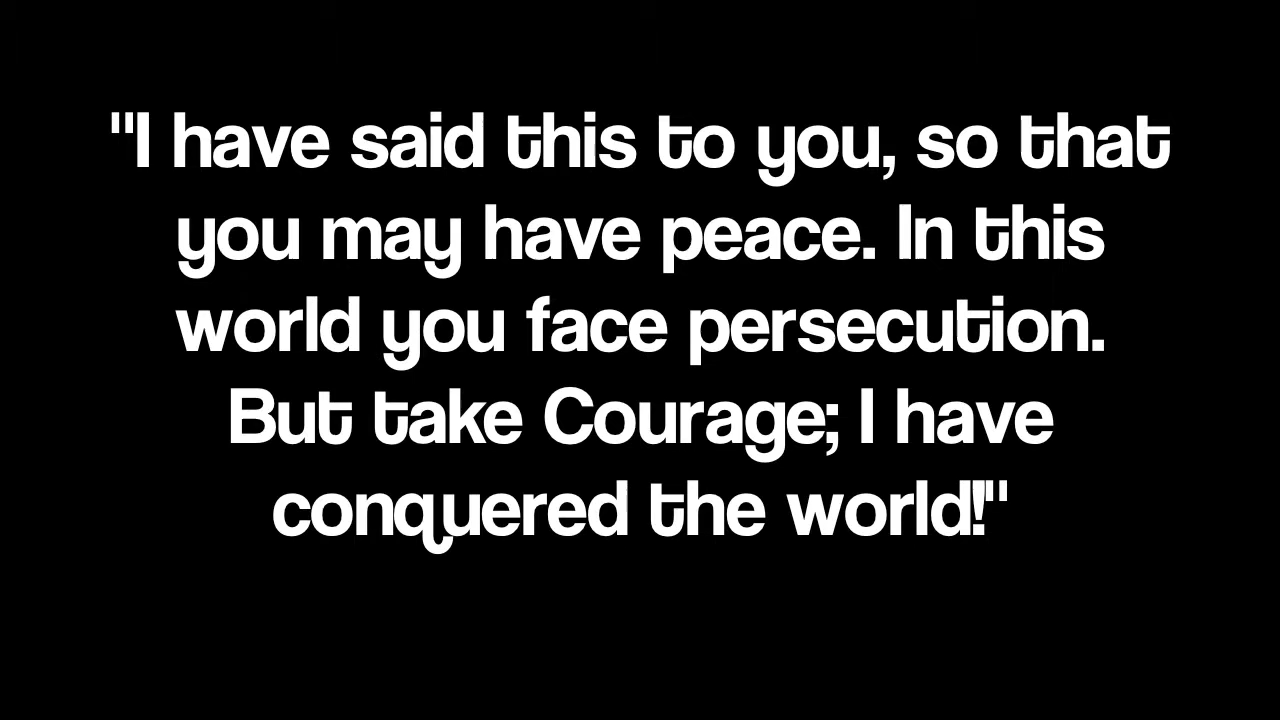 "I have said this to you, so that
you may have peace. In this
world you face persecution.
But take Courage; I have
conquered the world!"